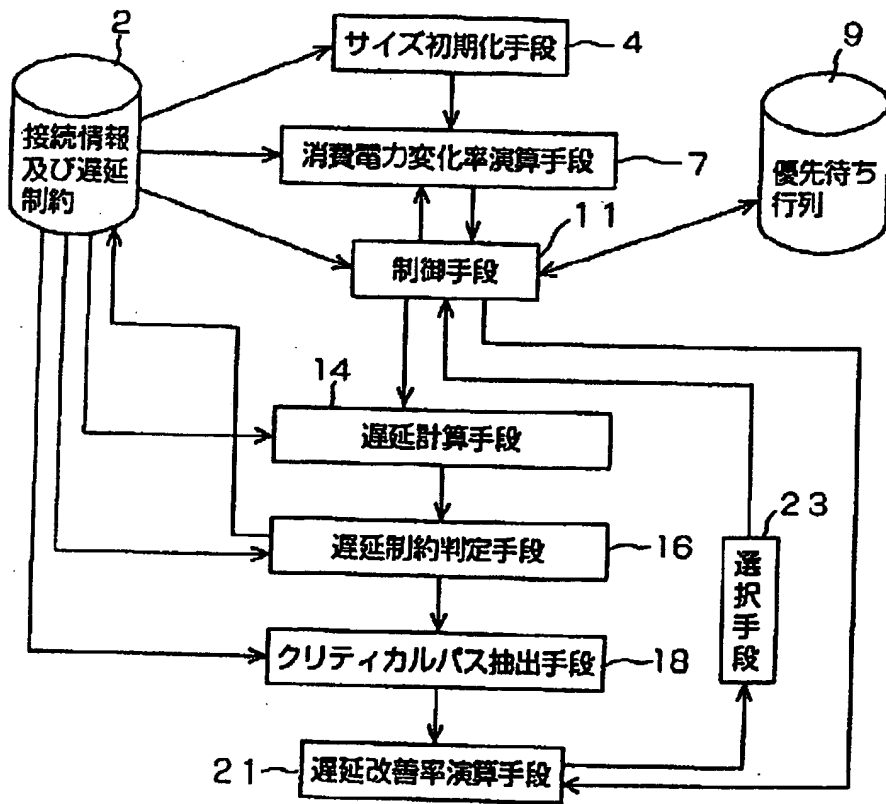 2
サイズ初期化手段
4
9
接続情報
及び遅延
制約
消費電力変化率演算手段
7
優先待ち
行列
11
制御手段
14
遅延計算手段
23
遅延制約判定手段
16
選択手段
クリティカルパス抽出手段
18
21
遅延改善率演算手段